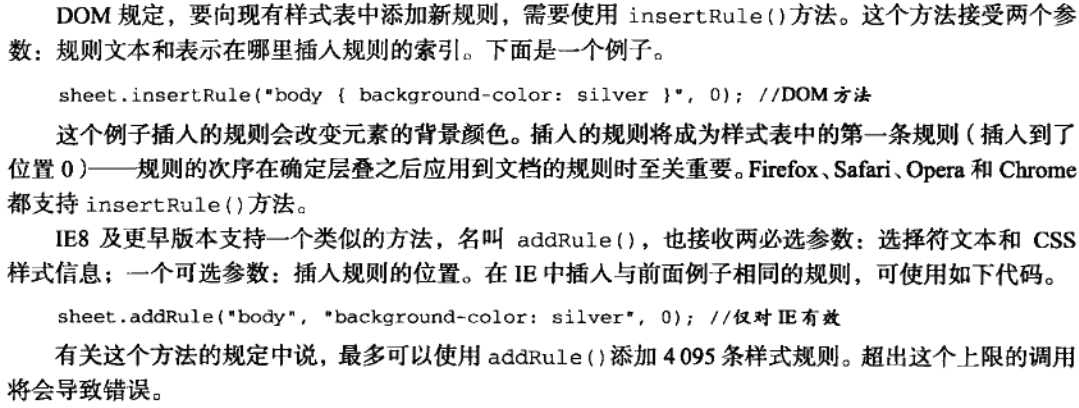 DOM 规定，要向现有样式表中添加新规则，需要使用 insertRule()方法。这个方法接受两个参
数：规则文本和表示在哪里插入规则的索引。下面是一个例子。
sheet.insertRule("body { background-color: silver }", 0); //DOM 方法
这个例子插入的规则会改变元素的背景颜色。插入的规则将成为样式表中的第一条规则（插入到了
位置 0）——规则的次序在确定层叠之后应用到文档的规则时至关重要。Firefox、Safari、Opera 和 Chrome
都支持 insertRule()方法。
IE8 及更早版本支持一个类似的方法，名叫 addRule()，也接收两必选参数：选择符文本和 CSS
样式信息；一个可选参数：插入规则的位置。在 IE 中插入与前面例子相同的规则，可使用如下代码。
sheet.addRule("body", "background-color: silver", 0); //仅对 IE 有效
有关这个方法的规定中说，最多可以使用 addRule()添加 4 095 条样式规则。超出这个上限的调用
将会导致错误。